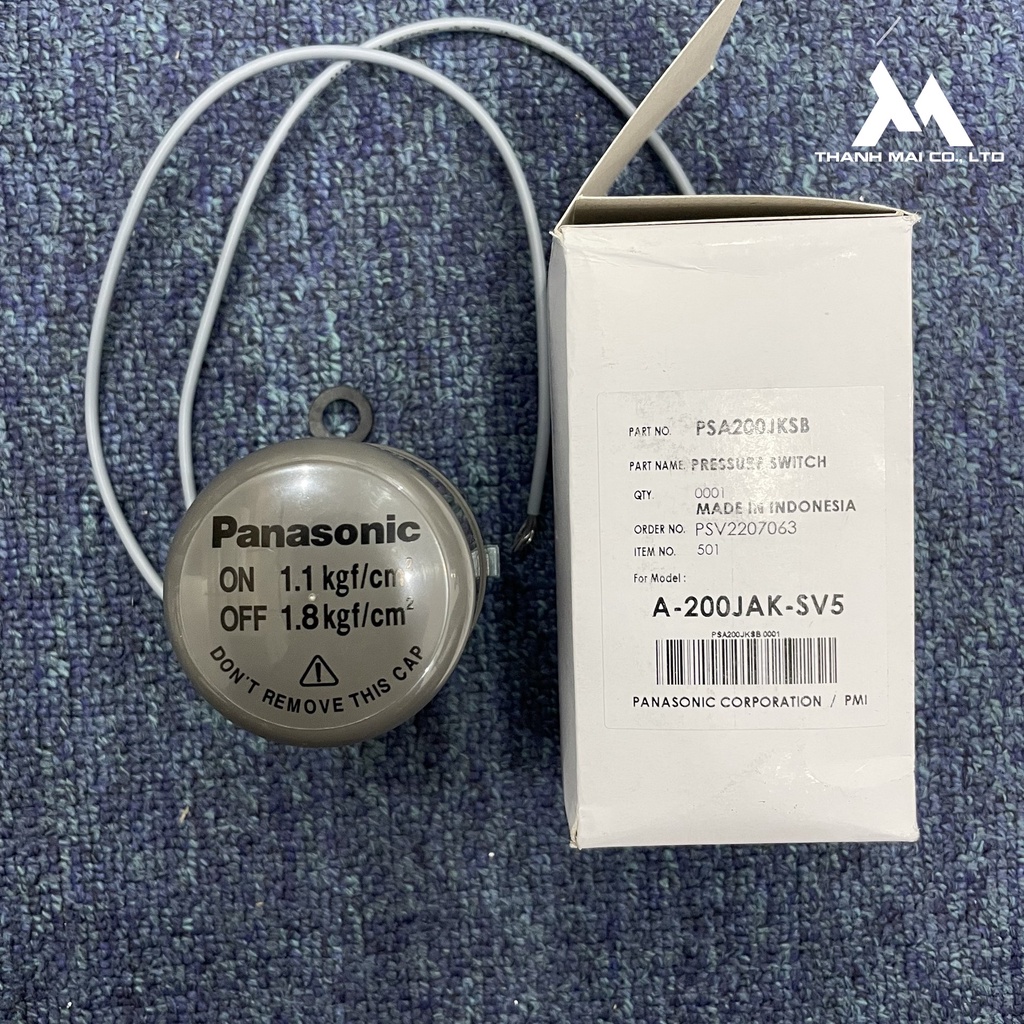 THANH MAI CO., LTD
Panasonic
ON 1.1 kgf/cm²
OFF 1.8 kgf/cm²
DON'T REMOVE THIS CAP
PART NO. PSA200JKSB
PART NAME. PRESSURE SWITCH
QTY. 0001
MADE IN INDONESIA
ORDER NO. PSV2207063
ITEM NO. 501
For Model :
A-200JAK-SV5
PSA200JKSB 0001
PANASONIC CORPORATION / PMI